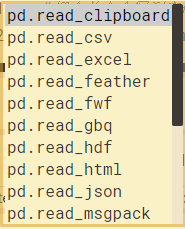 pd.read_clipboard
pd.read_csv
pd.read_excel
pd.read_feather
pd.read_fwf
pd.read_gbq
pd.read_hdf
pd.read_html
pd.read_json
pd.read_msgpack